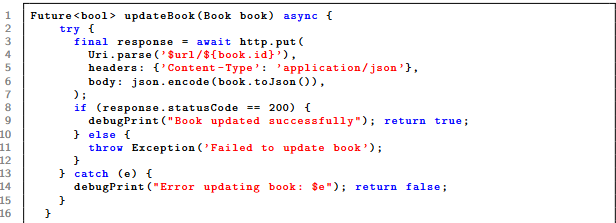 1 Future<bool> updateBook(Book book) async {
2 try {
3 final response = await http.put(
4 Uri.parse('$url/${book.id}'),
5 headers: {'Content-Type': 'application/json'},
6 body: json.encode(book.toJson()),
7 );
8 if (response.statusCode == 200) {
9 debugPrint("Book updated successfully"); return true;
10 } else {
11 throw Exception('Failed to update book');
12 }
13 } catch (e) {
14 debugPrint("Error updating book: $e"); return false;
15 }
16 }